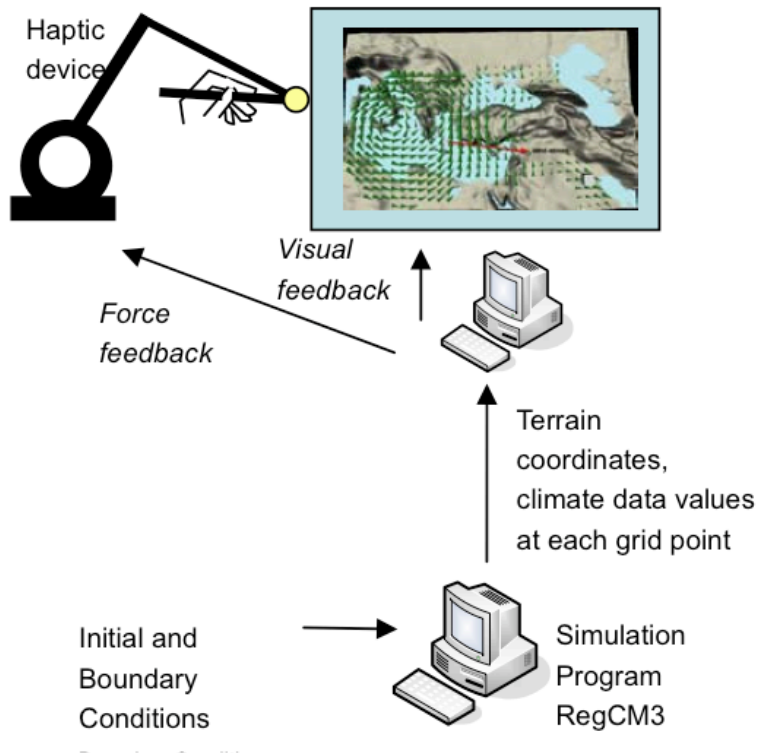 Haptic
device
Visual
feedback
Force
feedback
Terrain
coordinates,
climate data values
at each grid point
Initial and
Boundary
Conditions
Simulation
Program
RegCM3